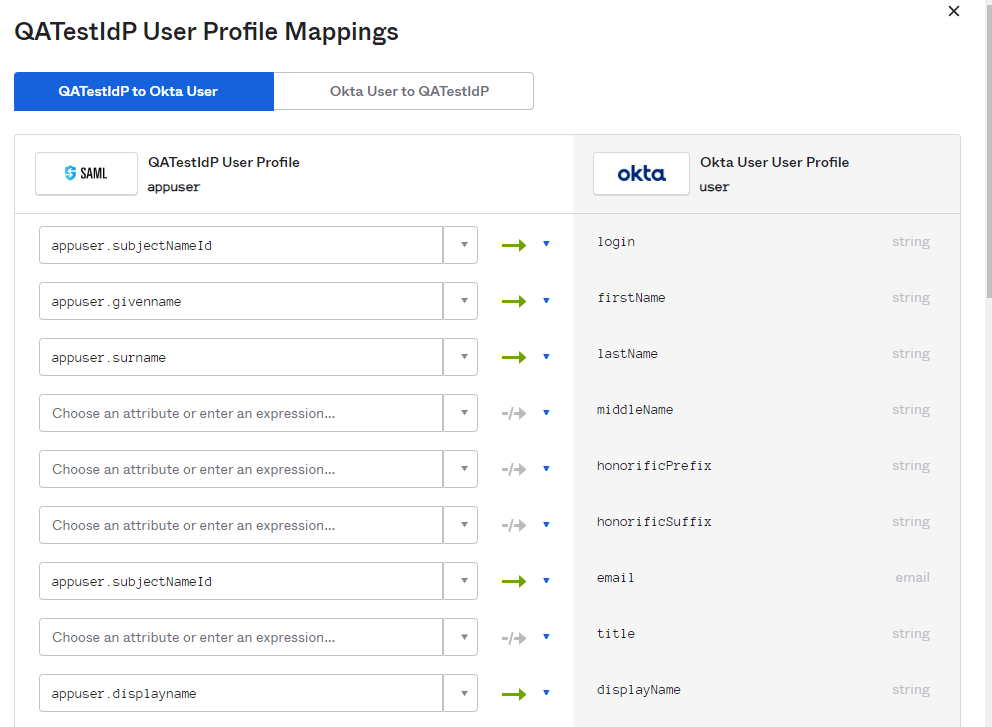 QATestIdP User Profile Mappings
QATestIdP to Okta User
Okta User to QATestIdP
SAML
QATestIdP User Profile
appuser
okta
Okta User User Profile
user
appuser.subjectNameId
login string
appuser.givenname
firstName string
appuser.surname
lastName string
Choose an attribute or enter an expression...
middleName string
Choose an attribute or enter an expression...
honorificPrefix string
Choose an attribute or enter an expression...
honorificSuffix string
appuser.subjectNameId
email email
Choose an attribute or enter an expression...
title string
appuser.displayname
displayName string